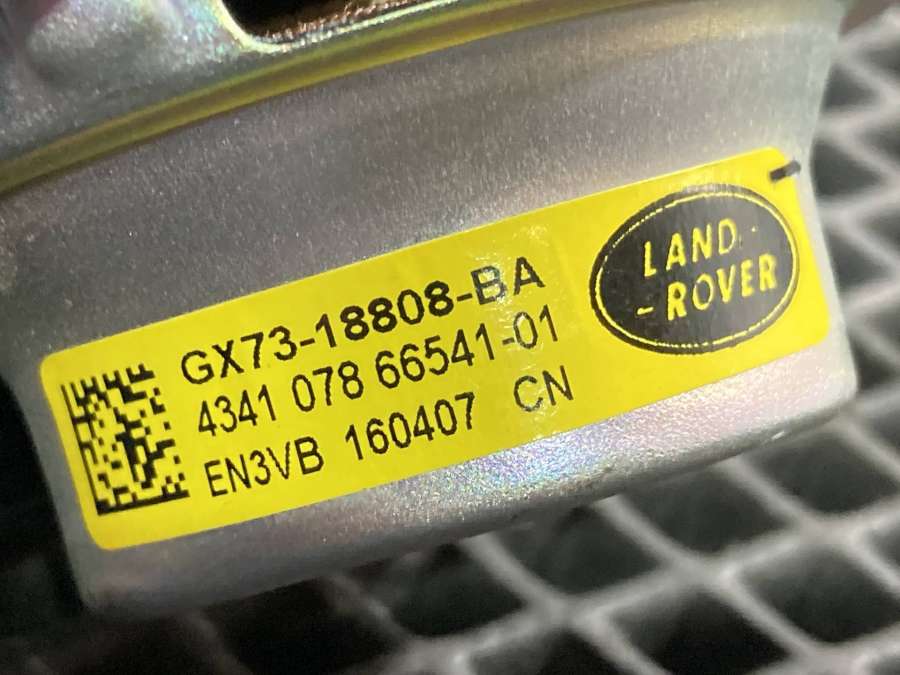 LAND-
-ROVER
GX73-18808-BA
4341 078 66541-01
EN3VB 160407 CN